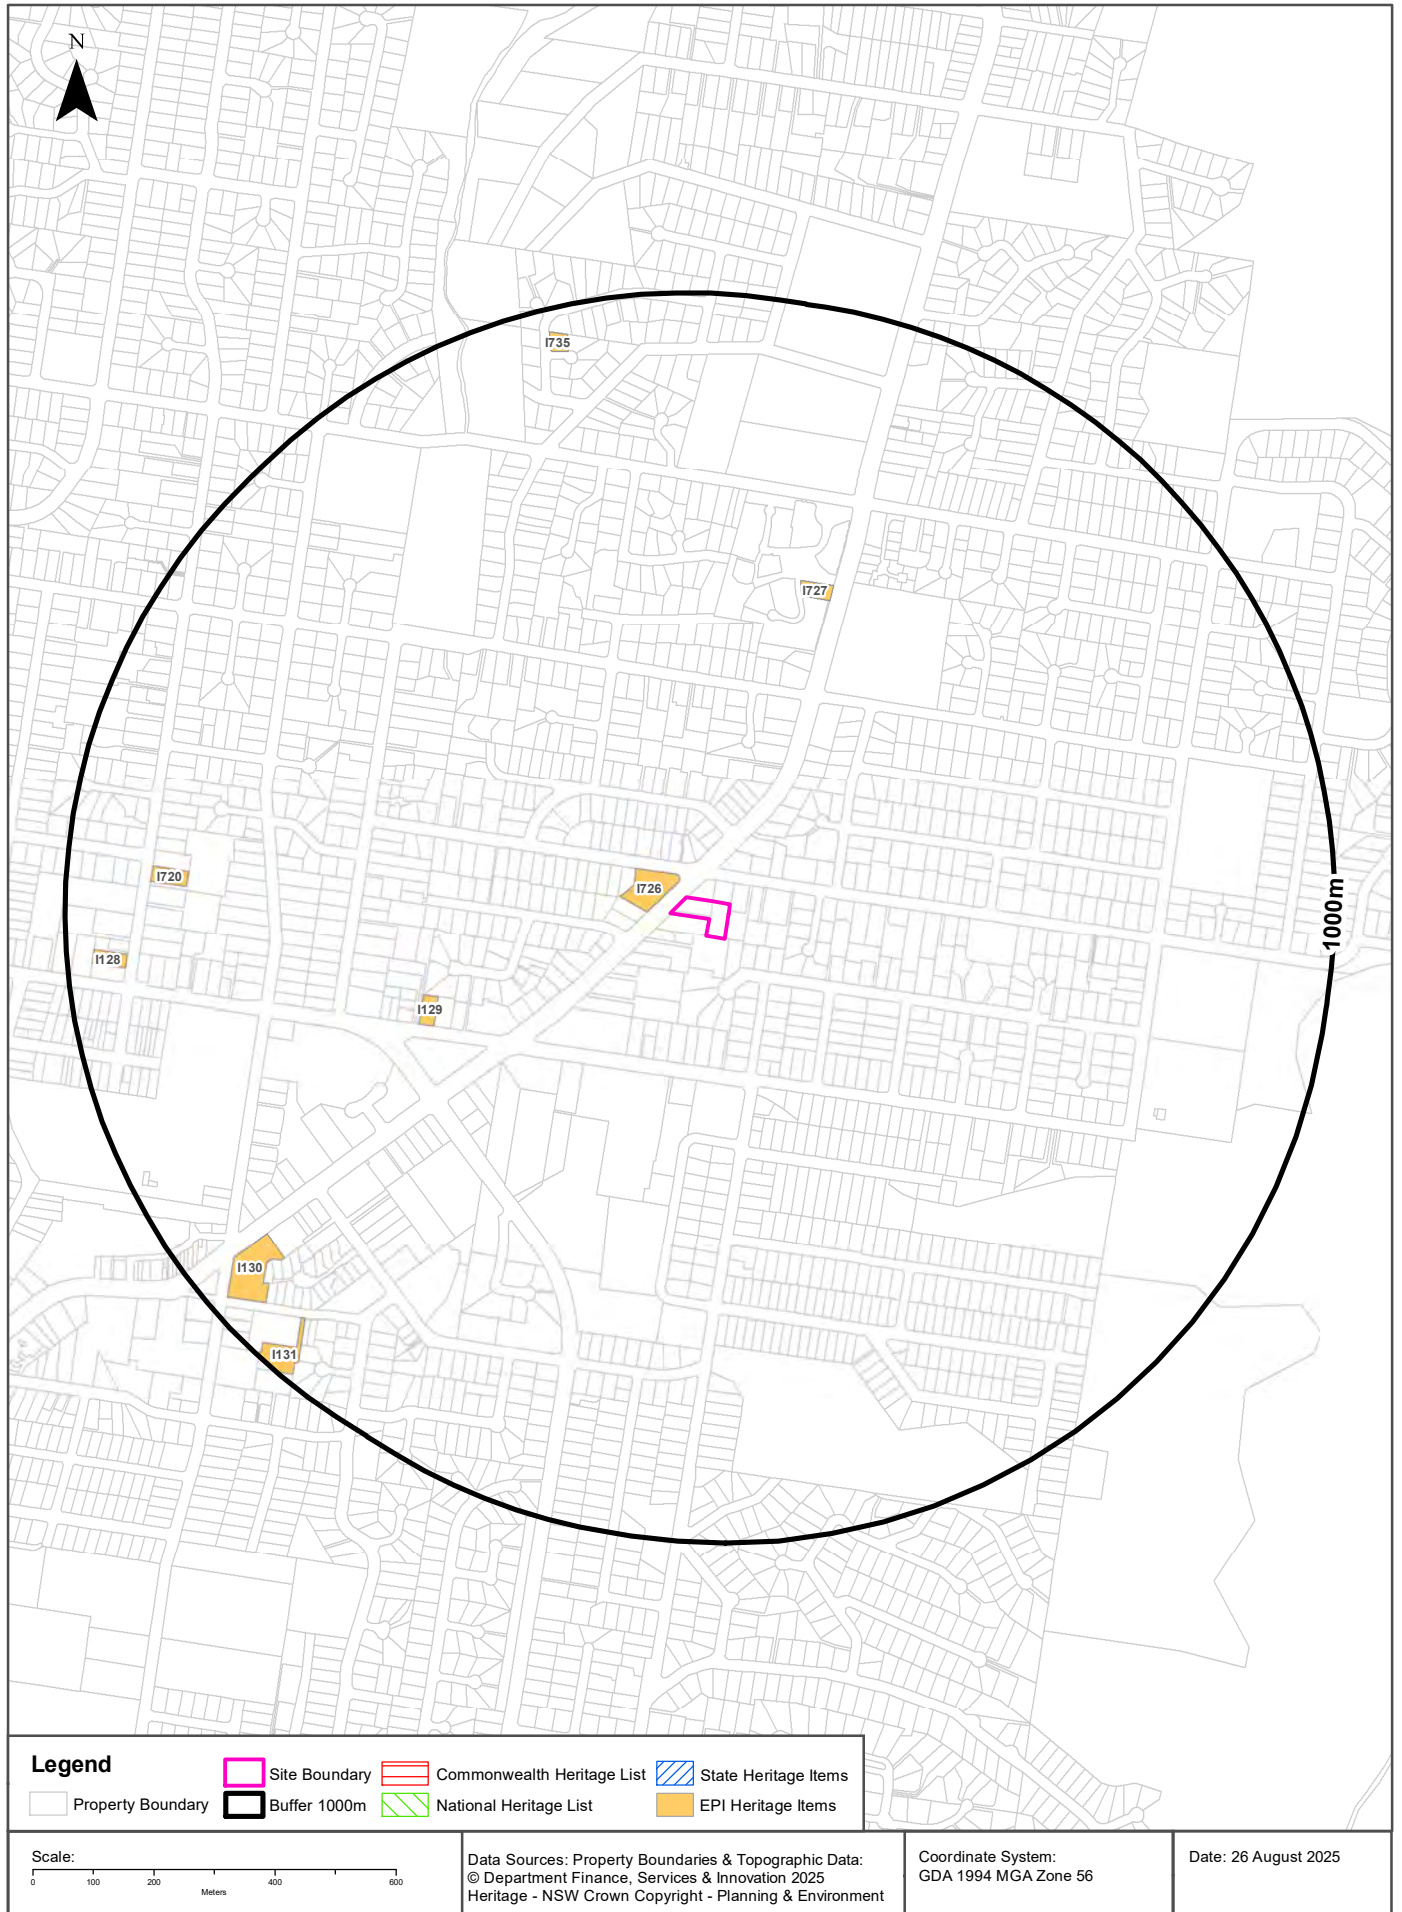 N
I735
I727
I720
I726
1000m
I128
I129
I130
I131
Legend
Site Boundary
Commonwealth Heritage List
State Heritage Items
Property Boundary
Buffer 1000m
National Heritage List
EPI Heritage Items
Scale:
0 100 200 400 600
Meters
Data Sources: Property Boundaries & Topographic Data:
© Department Finance, Services & Innovation 2025
Heritage - NSW Crown Copyright - Planning & Environment
Coordinate System:
GDA 1994 MGA Zone 56
Date: 26 August 2025